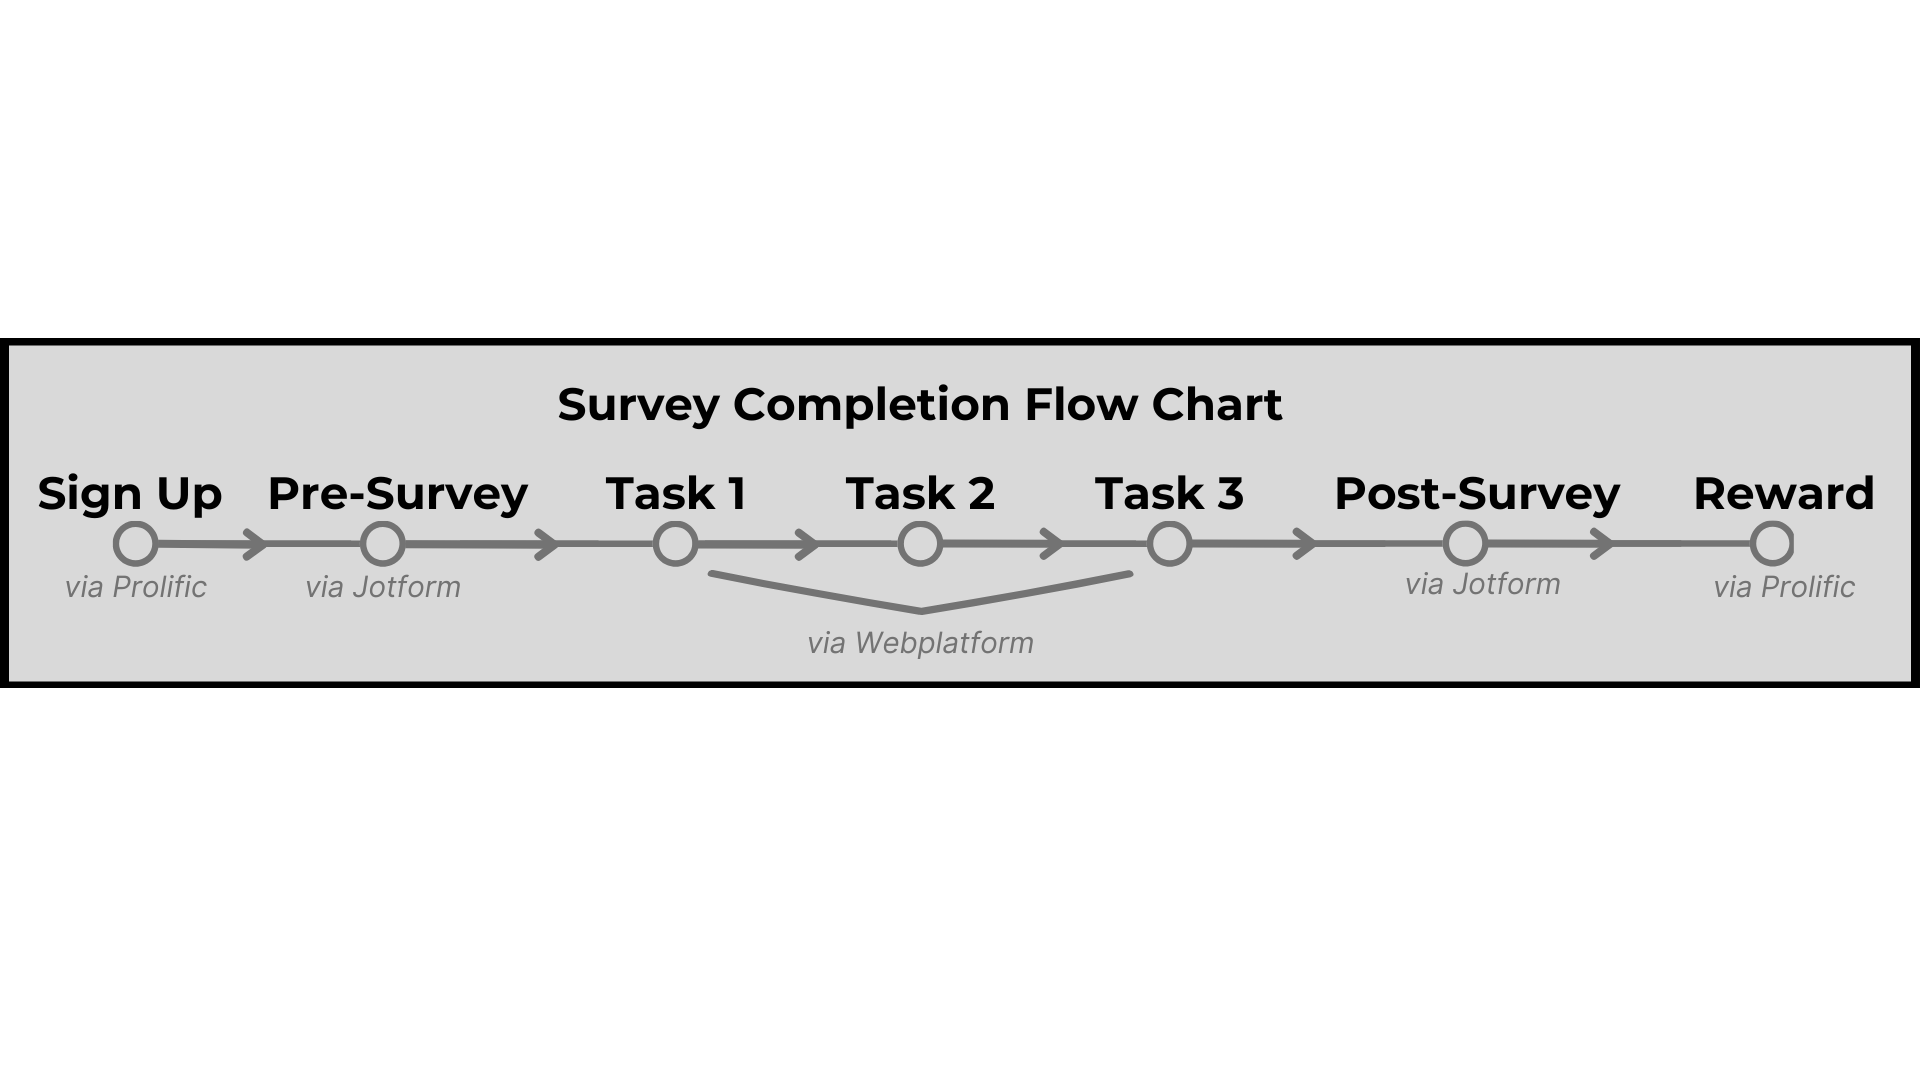 Survey Completion Flow Chart
Sign Up Pre-Survey Task 1 Task 2 Task 3 Post-Survey Reward
via Prolific via Jotform via Jotform via Prolific
via Webplatform